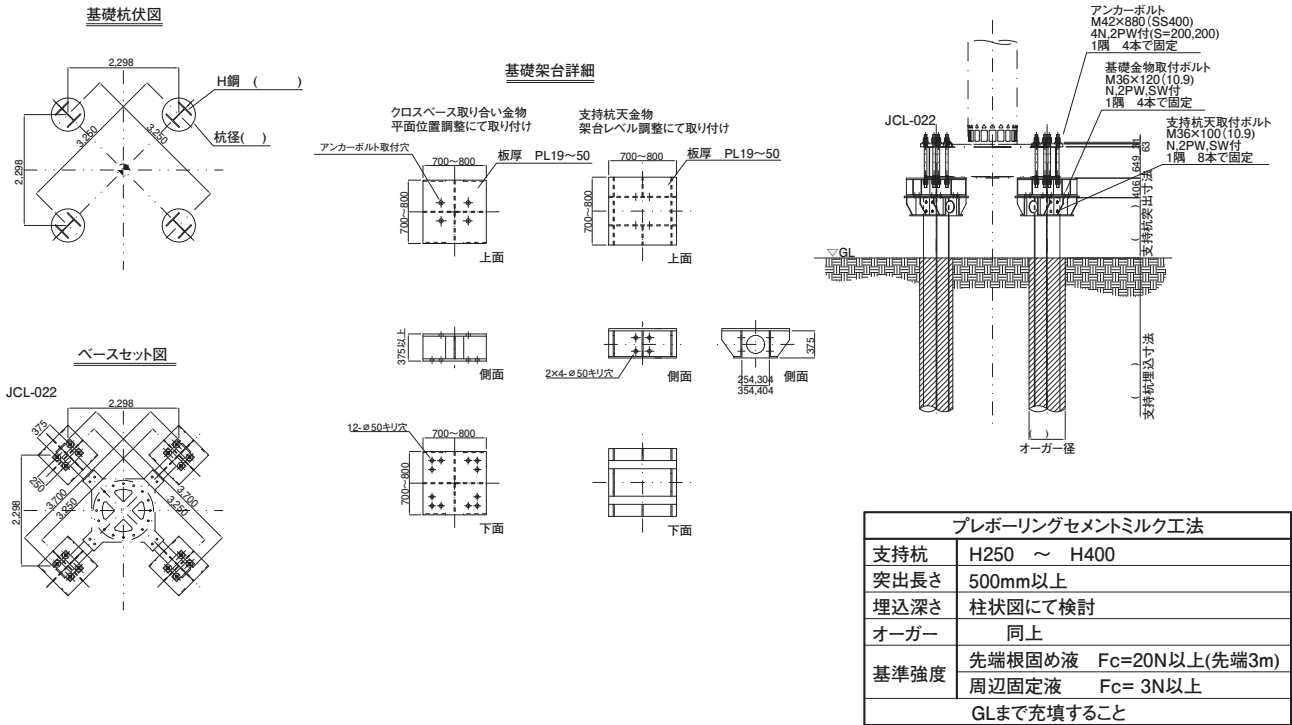 基礎杭伏図
2,298
H鋼 ( )
杭径( )
3,250
3,250
2,298
ベースセット図
JCL-022
2,298
375
250
3,700
3,250
3,700
3,250
2,298
基礎架台詳細
クロスベース取り合い金物
平面位置調整にて取り付け
アンカーボルト取付穴
700〜800
板厚 PL19〜50
700〜800
上面
支持杭天金物
架台レベル調整にて取り付け
700〜800
板厚 PL19〜50
700〜800
上面
375以上
側面
2×4-⌀50キリ穴
側面
254,304
354,404
375
側面
12-⌀50キリ穴
700〜800
700〜800
下面
下面
アンカーボルト
M42×880(SS400)
4N,2PW付(S=200,200)
1隅 4本で固定
基礎金物取付ボルト
M36×120(10.9)
N,2PW,SW付
1隅 4本で固定
支持杭天取付ボルト
M36×100(10.9)
N,2PW,SW付
1隅 8本で固定
JCL-022
63
649
406
( )
支持杭突出寸法
▽GL
( )
支持杭埋込寸法
( )
オーガー径
プレボーリングセメントミルク工法
支持杭 H250 〜 H400
突出長さ 500mm以上
埋込深さ 柱状図にて検討
オーガー 同上
基準強度 先端根固め液 Fc=20N以上(先端3m)
周辺固定液 Fc= 3N以上
GLまで充填すること